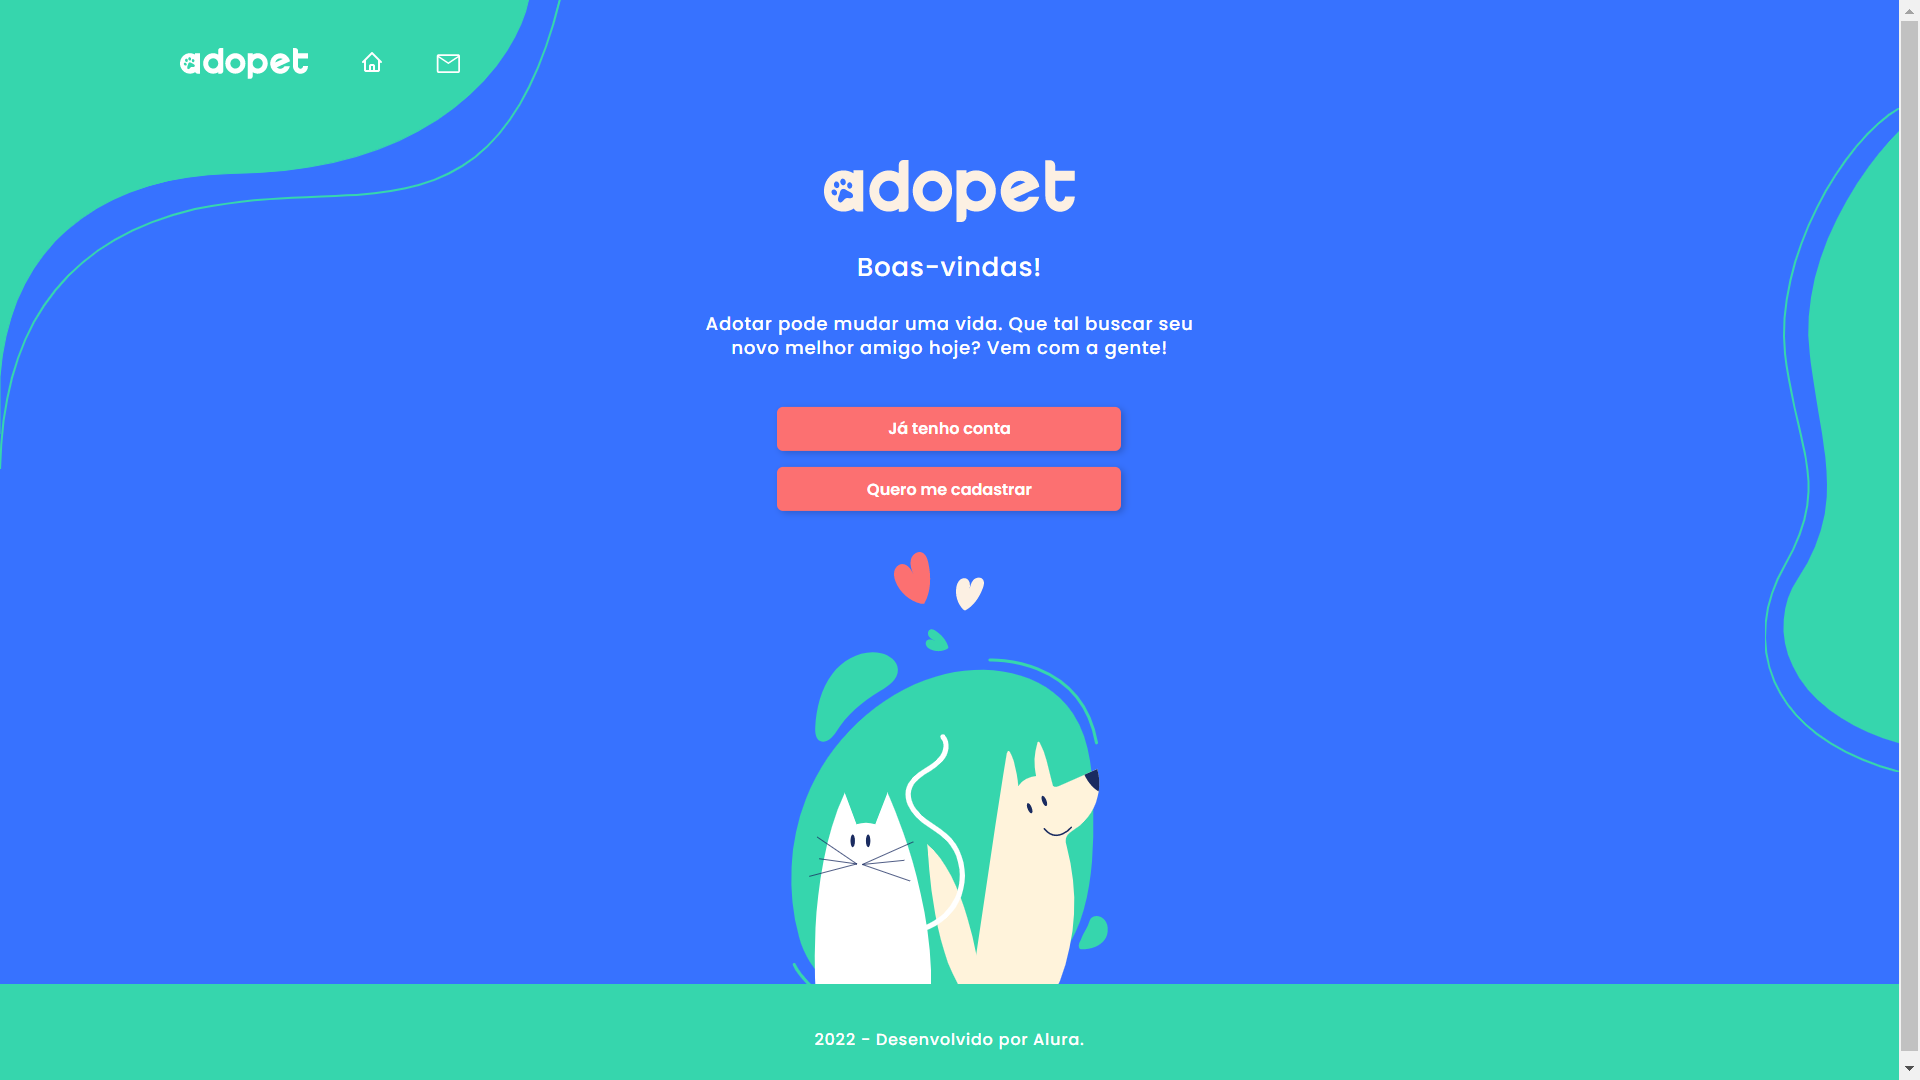 adopet
adopet
Boas-vindas!
Adotar pode mudar uma vida. Que tal buscar seu
novo melhor amigo hoje? Vem com a gente!
Já tenho conta
Quero me cadastrar
2022 - Desenvolvido por Alura.